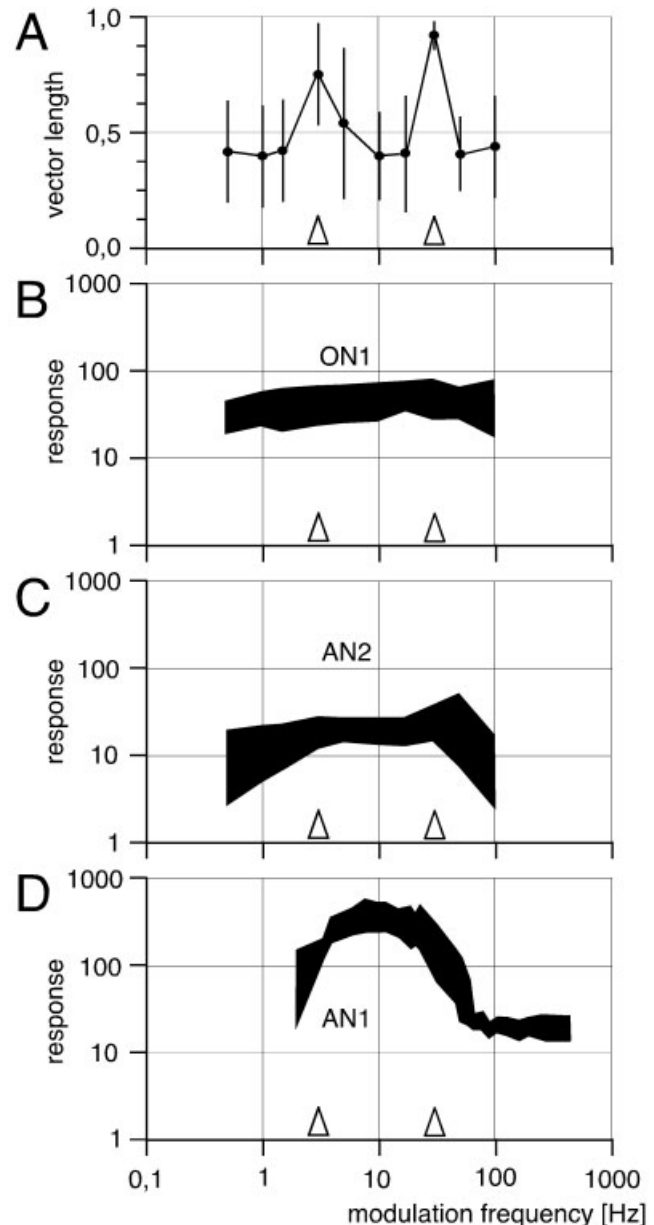 A
vector length
1,0
0,5
0,0
B
response
1000
100
10
1
ON1
C
response
1000
100
10
1
AN2
D
response
1000
100
10
1
AN1
0,1 1 10 100 1000
modulation frequency [Hz]